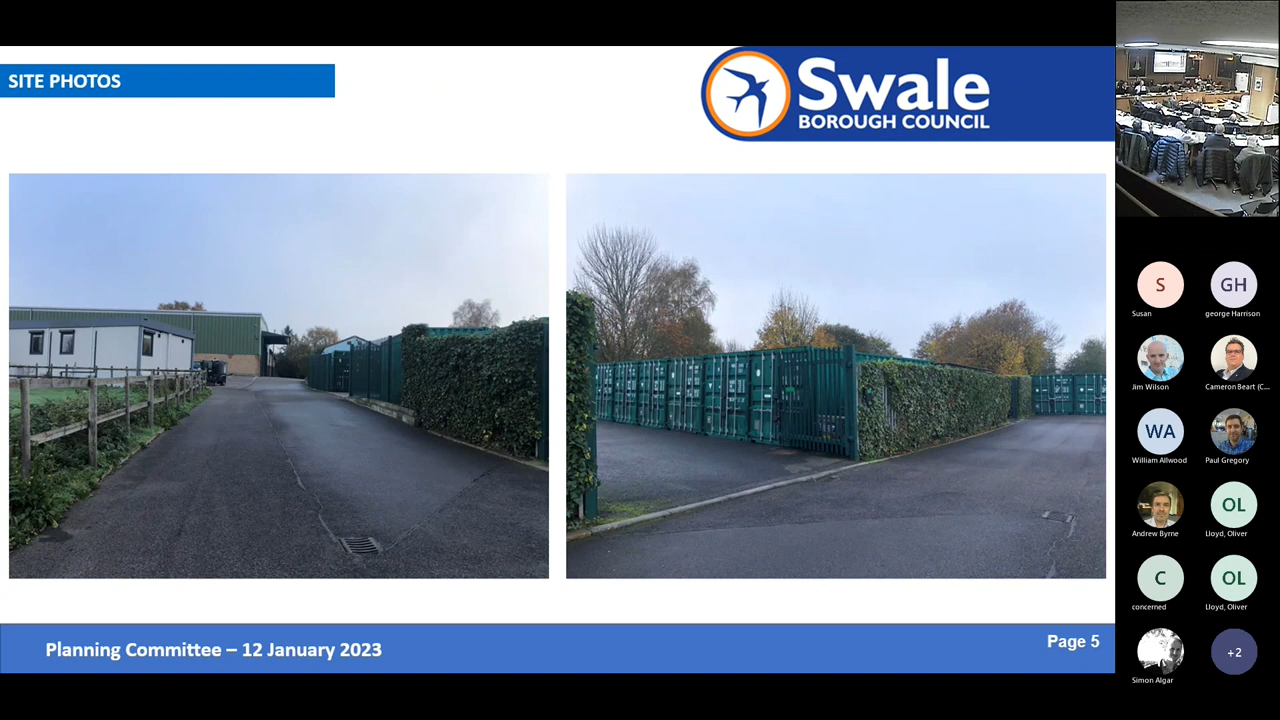 SITE PHOTOS
Swale
BOROUGH COUNCIL
Planning Committee – 12 January 2023
Page 5
S
GH
Susan
george Harrison
Jim Wilson
Cameron Beart (C...
WA
William Allwood
Paul Gregory
OL
Andrew Byrne
Lloyd, Oliver
C
OL
concerned
Lloyd, Oliver
+2
Simon Algar